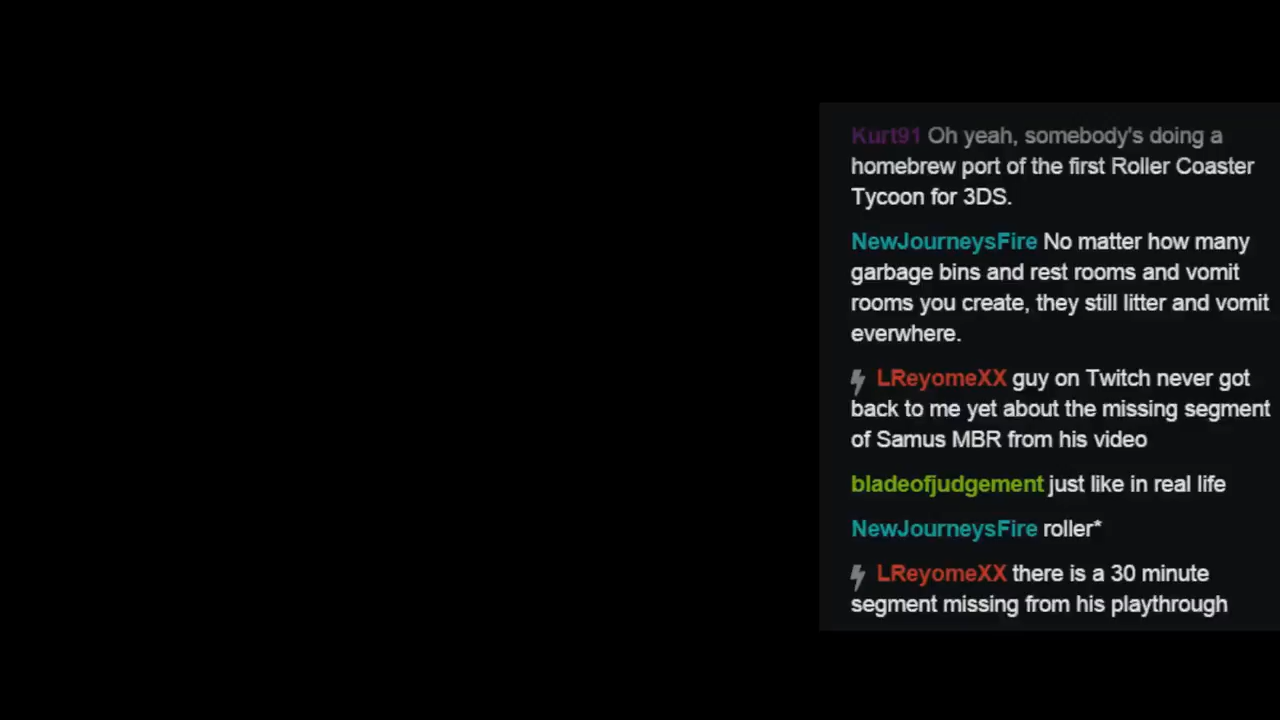 Kurt91 Oh yeah, somebody's doing a
homebrew port of the first Roller Coaster
Tycoon for 3DS.
NewJourneysFire No matter how many
garbage bins and rest rooms and vomit
rooms you create, they still litter and vomit
everwhere.
LReyomeXX guy on Twitch never got
back to me yet about the missing segment
of Samus MBR from his video
bladeofjudgement just like in real life
NewJourneysFire roller*
LReyomeXX there is a 30 minute
segment missing from his playthrough